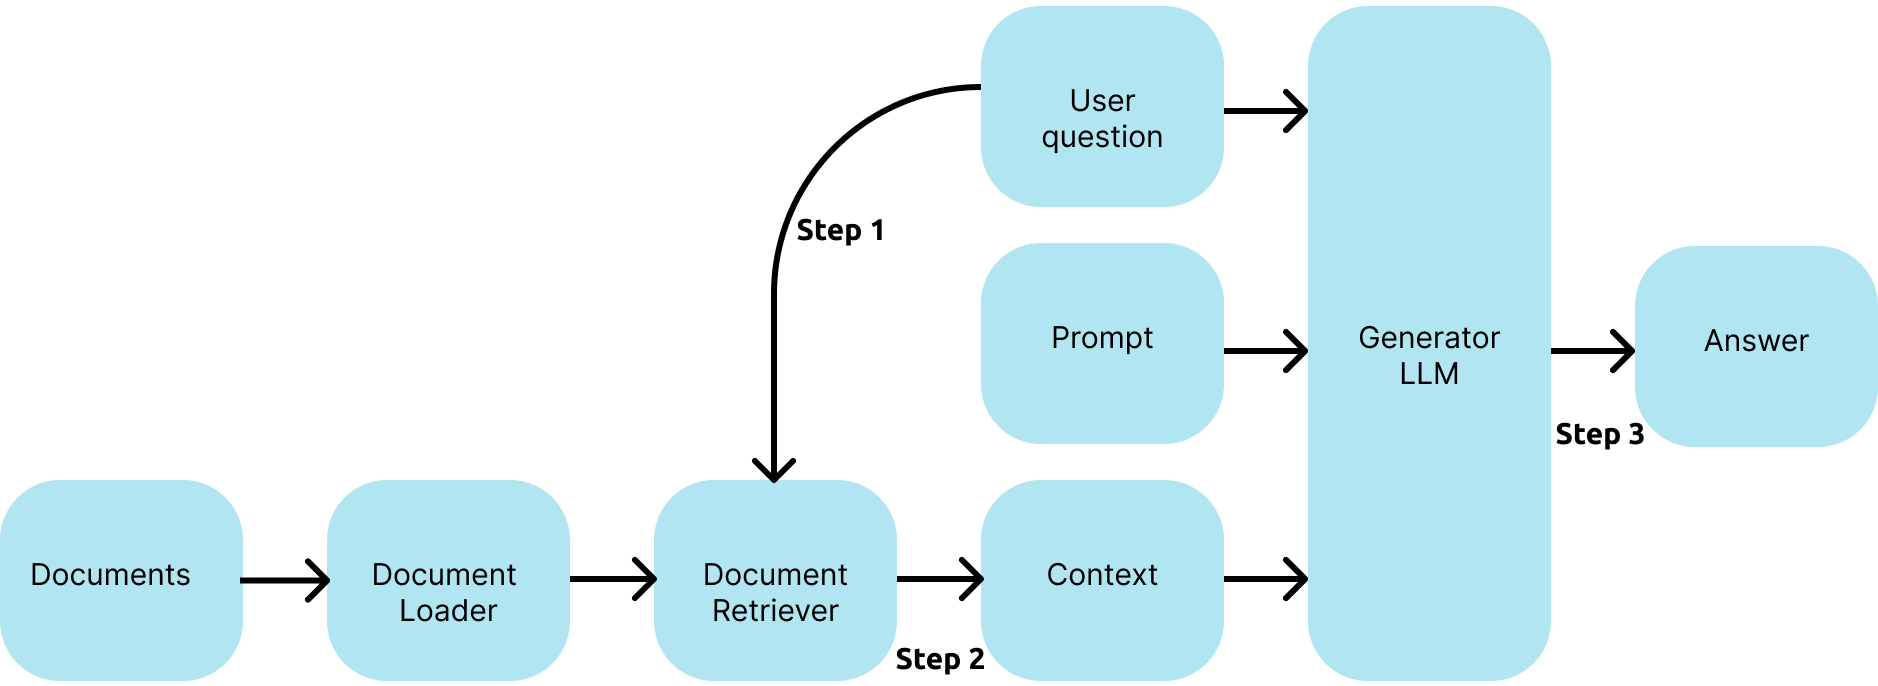 User
question
Step 1
Prompt
Generator
LLM
Answer
Step 3
Documents
Document
Loader
Document
Retriever
Context
Step 2